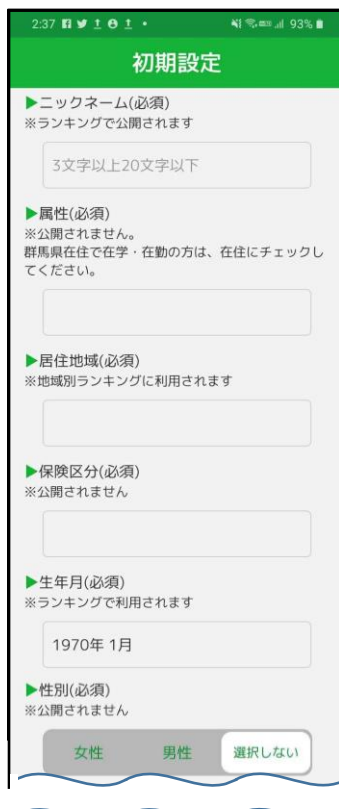 2:37 93%
初期設定
▶ニックネーム(必須)
※ランキングで公開されます
3文字以上20文字以下
▶属性(必須)
※公開されません。
群馬県在住で在学・在勤の方は、在住にチェックし
てください。
▶居住地域(必須)
※地域別ランキングに利用されます
▶保険区分(必須)
※公開されません
▶生年月(必須)
※ランキングで利用されます
1970年 1月
▶性別(必須)
※公開されません
女性 男性 選択しない